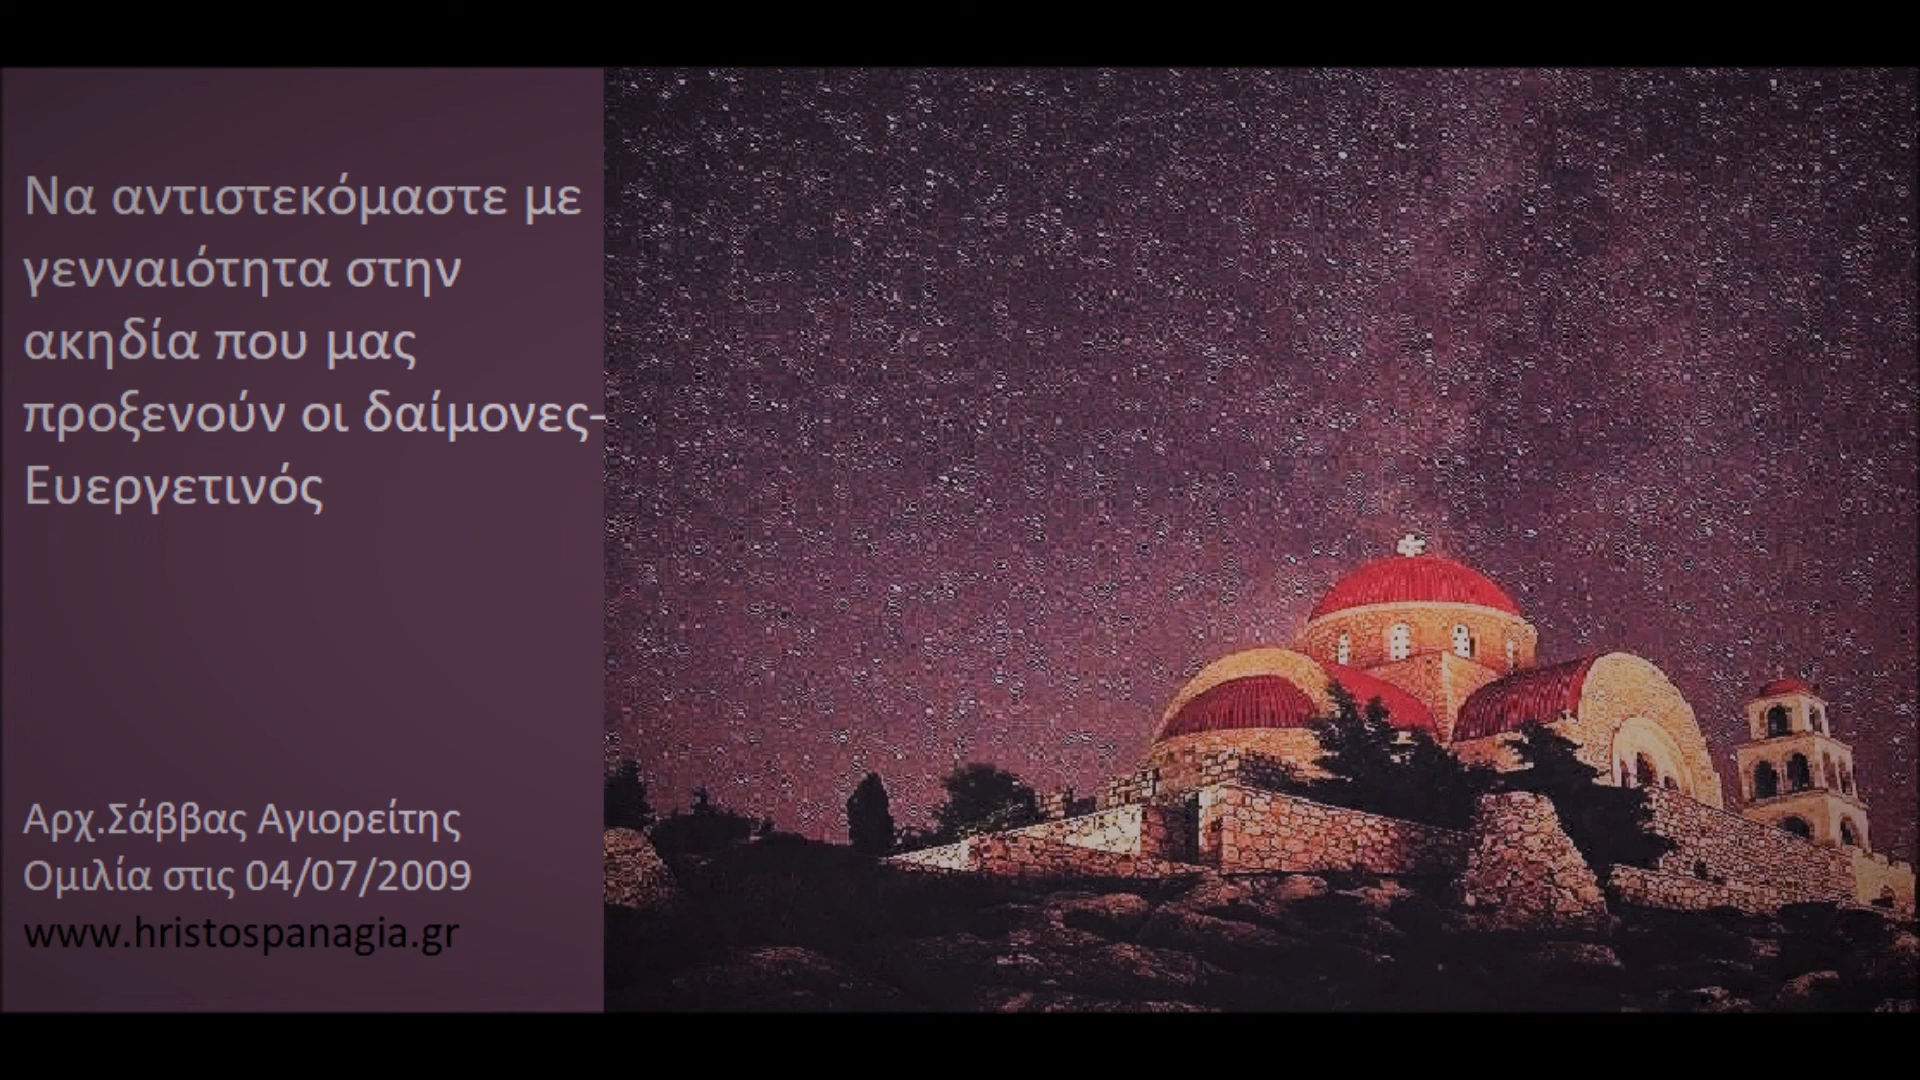 Να αντιστεκόμαστε με
γενναιότητα στην
ακηδία που μας
προξενούν οι δαίμονες-
Ευεργετινός
Αρχ.Σάββας Αγιορείτης
Ομιλία στις 04/07/2009
www.hristospanagia.gr